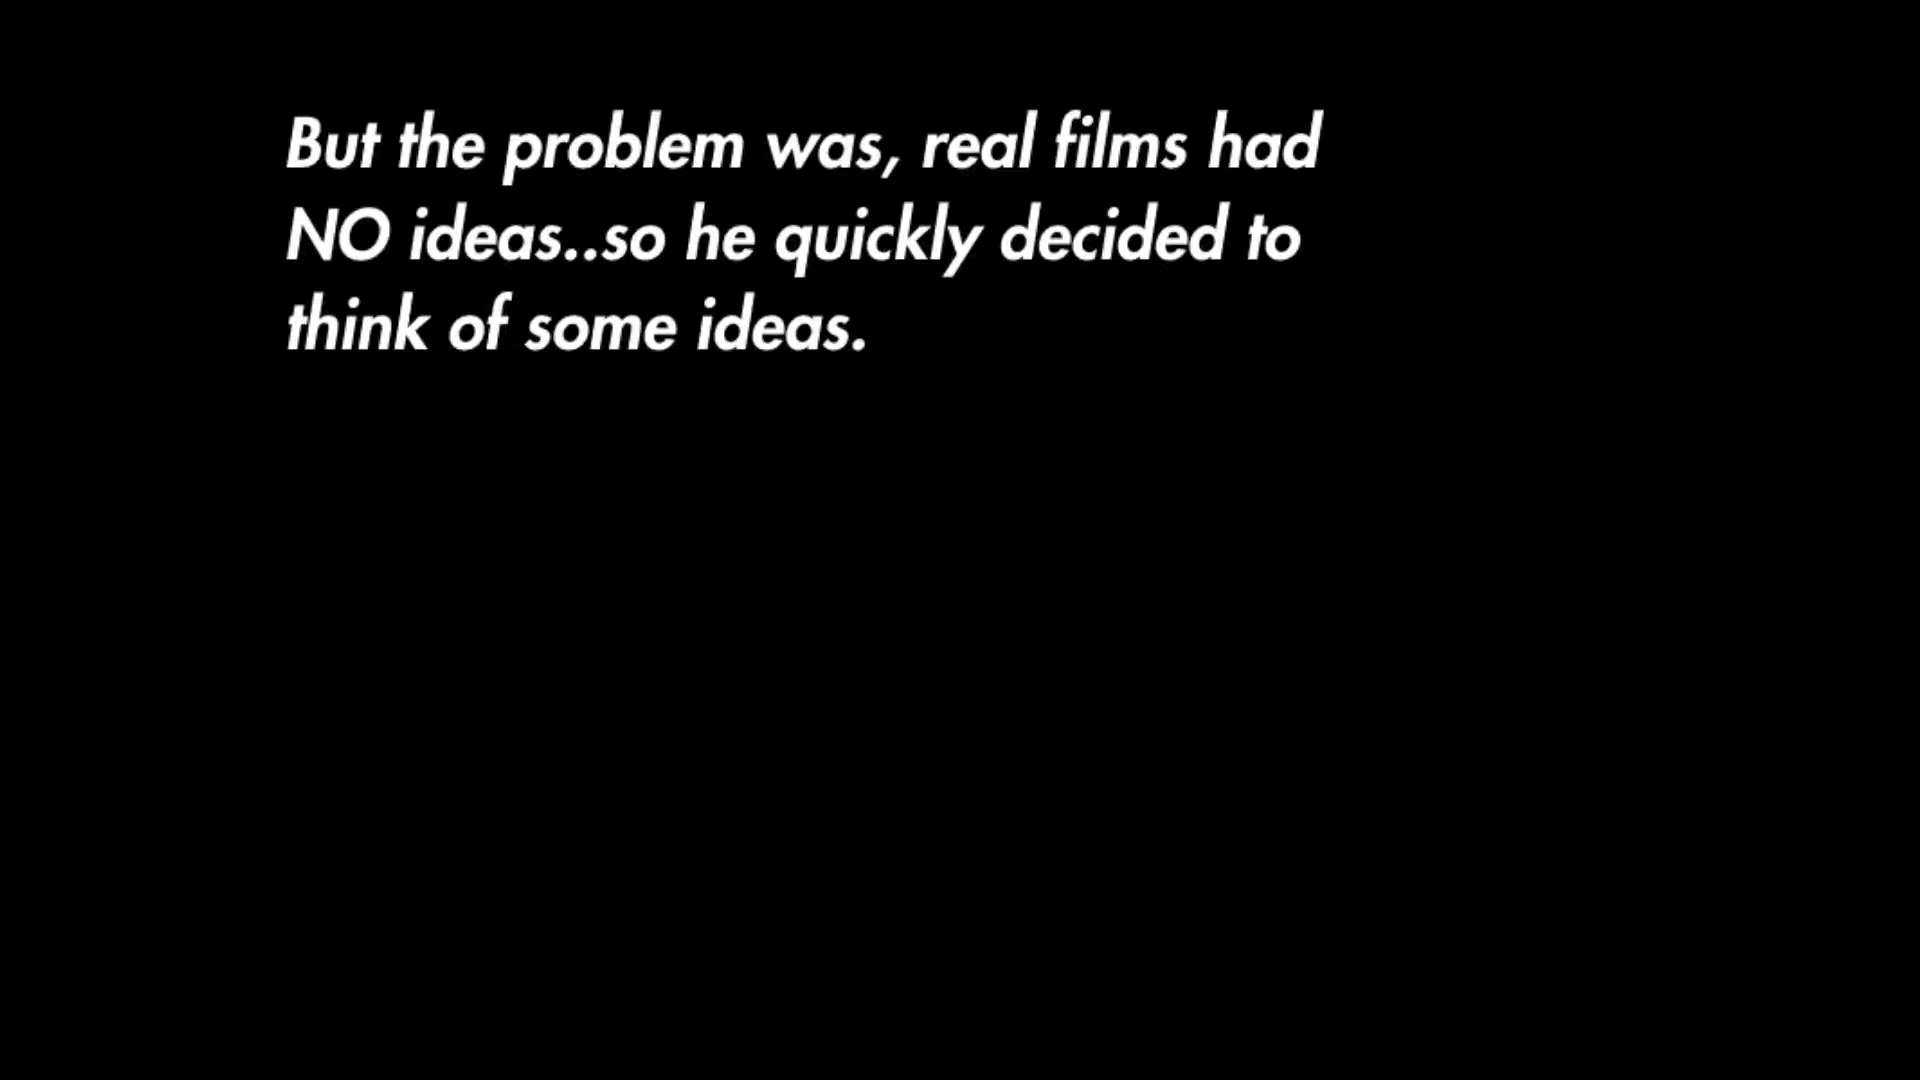 But the problem was, real films had
NO ideas..so he quickly decided to
think of some ideas.